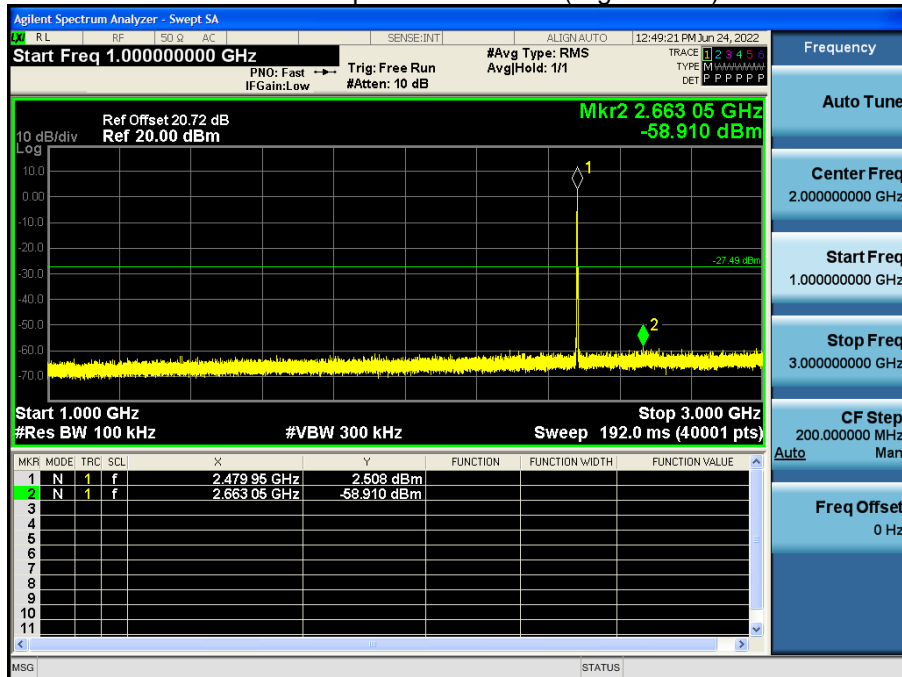 Agilent Spectrum Analyzer - Swept SA
LXI RL RF 50 Ω AC SENSE:INT ALIGN AUTO 12:49:21 PM Jun 24, 2022
Start Freq 1.000000000 GHz
PNO: Fast
IFGain:Low
Trig: Free Run
#Atten: 10 dB
#Avg Type: RMS
Avg|Hold: 1/1
TRACE 1 2 3 4 5 6
TYPE M
DET P P P P P P
Mkr2 2.663 05 GHz
-58.910 dBm
Ref Offset 20.72 dB
10 dB/div Ref 20.00 dBm
Log
10.0
0.00
-10.0
-20.0
-30.0
-40.0
-50.0
-60.0
-70.0
1
-27.49 dBm
2
Start 1.000 GHz Stop 3.000 GHz
#Res BW 100 kHz #VBW 300 kHz Sweep 192.0 ms (40001 pts)
MKR MODE TRC SCL X Y FUNCTION FUNCTION WIDTH FUNCTION VALUE
1 N 1 f 2.479 95 GHz 2.508 dBm
2 N 1 f 2.663 05 GHz -58.910 dBm
3
4
5
6
7
8
9
10
11
MSG STATUS
Frequency
Auto Tune
Center Freq
2.000000000 GHz
Start Freq
1.000000000 GHz
Stop Freq
3.000000000 GHz
CF Step
200.000000 MHz
Auto Man
Freq Offset
0 Hz